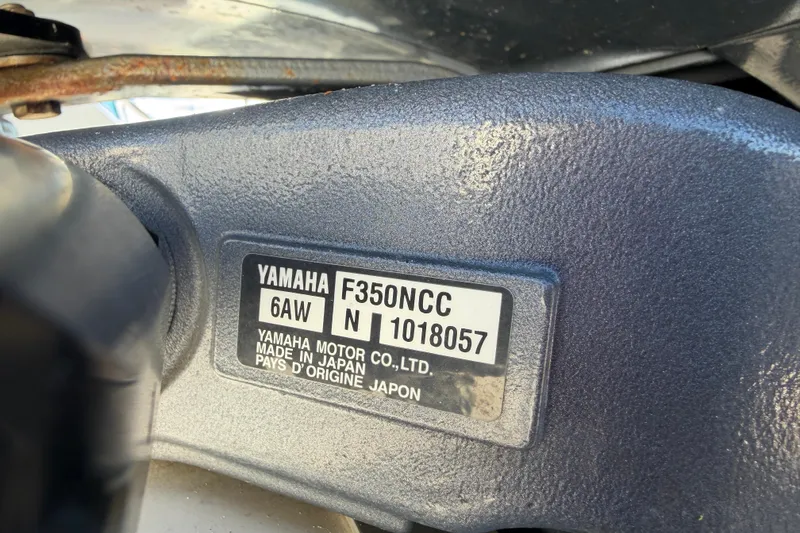 YAMAHA F350NCC
6AW N 1018057
YAMAHA MOTOR CO.,LTD.
MADE IN JAPAN
PAYS D'ORIGINE JAPON